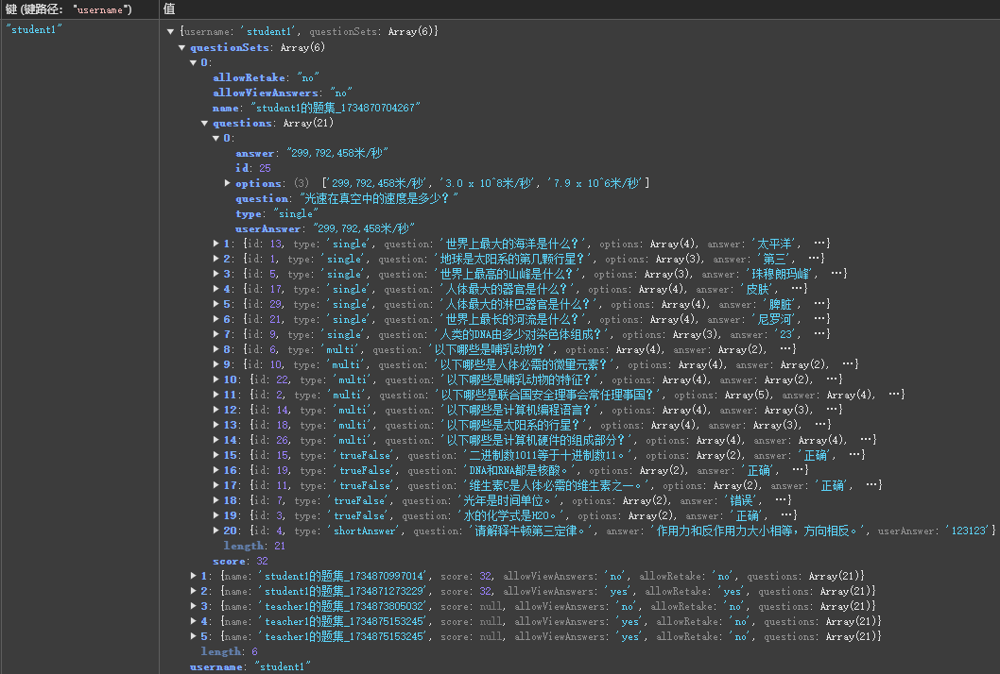 键 (键路径: "username")
值
"student1"
▼ {username: 'student1', questionSets: Array(6)}
▼ questionSets: Array(6)
▼ 0:
allowRetake: "no"
allowViewAnswers: "no"
name: "student1的题集_1734870704267"
▼ questions: Array(21)
▼ 0:
answer: "299,792,458米/秒"
id: 25
▶ options: (3) ['299,792,458米/秒', '3.0 x 10^8米/秒', '7.9 x 10^6米/秒']
question: "光速在真空中的速度是多少？"
type: "single"
userAnswer: "299,792,458米/秒"
▶ 1: {id: 13, type: 'single', question: '世界上最大的海洋是什么？', options: Array(4), answer: '太平洋', …}
▶ 2: {id: 1, type: 'single', question: '地球是太阳系的第几颗行星？', options: Array(3), answer: '第三', …}
▶ 3: {id: 5, type: 'single', question: '世界上最高的山峰是什么？', options: Array(3), answer: '珠穆朗玛峰', …}
▶ 4: {id: 17, type: 'single', question: '人体最大的器官是什么？', options: Array(4), answer: '皮肤', …}
▶ 5: {id: 29, type: 'single', question: '人体最大的淋巴器官是什么？', options: Array(4), answer: '脾脏', …}
▶ 6: {id: 21, type: 'single', question: '世界上最长的河流是什么？', options: Array(4), answer: '尼罗河', …}
▶ 7: {id: 9, type: 'single', question: '人类的DNA由多少对染色体组成？', options: Array(3), answer: '23', …}
▶ 8: {id: 6, type: 'multi', question: '以下哪些是哺乳动物？', options: Array(4), answer: Array(2), …}
▶ 9: {id: 10, type: 'multi', question: '以下哪些是人体必需的微量元素？', options: Array(4), answer: Array(2), …}
▶ 10: {id: 22, type: 'multi', question: '以下哪些是哺乳动物的特征？', options: Array(4), answer: Array(2), …}
▶ 11: {id: 2, type: 'multi', question: '以下哪些是联合国安全理事会常任理事国？', options: Array(5), answer: Array(4), …}
▶ 12: {id: 14, type: 'multi', question: '以下哪些是计算机编程语言？', options: Array(4), answer: Array(3), …}
▶ 13: {id: 18, type: 'multi', question: '以下哪些是太阳系的行星？', options: Array(4), answer: Array(3), …}
▶ 14: {id: 26, type: 'multi', question: '以下哪些是计算机硬件的组成部分？', options: Array(4), answer: Array(4), …}
▶ 15: {id: 15, type: 'trueFalse', question: '二进制数1011等于十进制数11。', options: Array(2), answer: '正确', …}
▶ 16: {id: 19, type: 'trueFalse', question: 'DNA和RNA都是核酸。', options: Array(2), answer: '正确', …}
▶ 17: {id: 11, type: 'trueFalse', question: '维生素C是人体必需的维生素之一。', options: Array(2), answer: '正确', …}
▶ 18: {id: 7, type: 'trueFalse', question: '光年是时间单位。', options: Array(2), answer: '错误', …}
▶ 19: {id: 3, type: 'trueFalse', question: '水的化学式是H2O。', options: Array(2), answer: '正确', …}
▶ 20: {id: 4, type: 'shortAnswer', question: '请解释牛顿第三定律。', answer: '作用力和反作用力大小相等，方向相反。', userAnswer: '123123'}
length: 21
score: 32
▶ 1: {name: 'student1的题集_1734870997014', score: 32, allowViewAnswers: 'no', allowRetake: 'no', questions: Array(21)}
▶ 2: {name: 'student1的题集_1734871273229', score: 32, allowViewAnswers: 'yes', allowRetake: 'yes', questions: Array(21)}
▶ 3: {name: 'teacher1的题集_1734873805032', score: null, allowViewAnswers: 'no', allowRetake: 'no', questions: Array(21)}
▶ 4: {name: 'teacher1的题集_1734875153245', score: null, allowViewAnswers: 'yes', allowRetake: 'no', questions: Array(21)}
▶ 5: {name: 'teacher1的题集_1734875153245', score: null, allowViewAnswers: 'yes', allowRetake: 'no', questions: Array(21)}
length: 6
username: "student1"